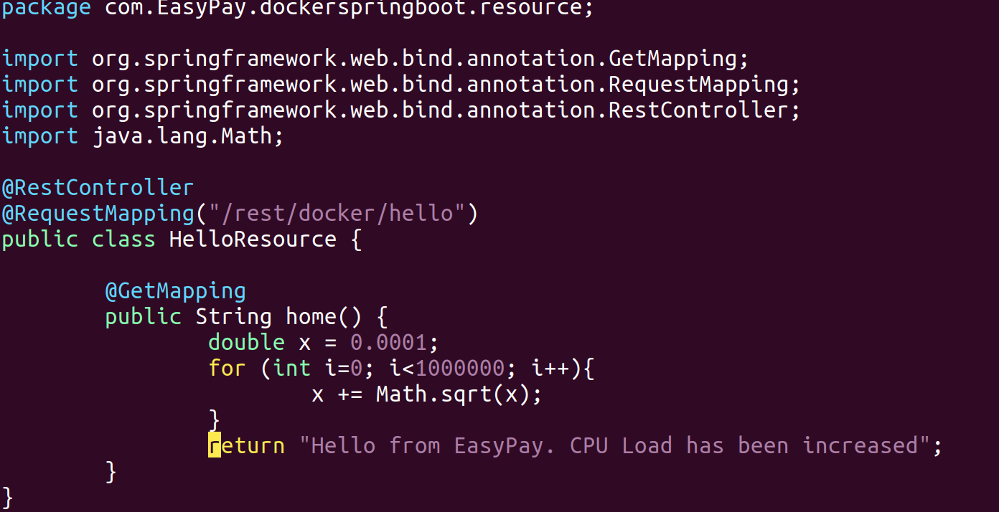 package com.EasyPay.dockerspringboot.resource;
import org.springframework.web.bind.annotation.GetMapping;
import org.springframework.web.bind.annotation.RequestMapping;
import org.springframework.web.bind.annotation.RestController;
import java.lang.Math;
@RestController
@RequestMapping("/rest/docker/hello")
public class HelloResource {
@GetMapping
public String home() {
double x = 0.0001;
for (int i=0; i<1000000; i++){
x += Math.sqrt(x);
}
return "Hello from EasyPay. CPU Load has been increased";
}
}